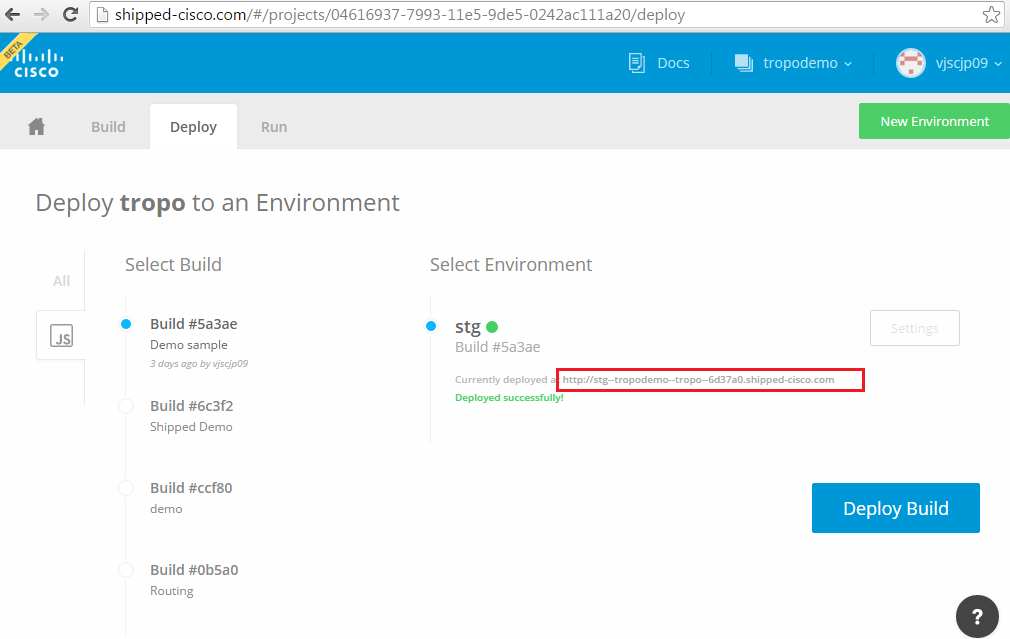 shipped-cisco.com/#/projects/04616937-7993-11e5-9de5-0242ac111a20/deploy
BETA
CISCO
Docs
tropodemo
vjscjp09
Build
Deploy
Run
New Environment
Deploy tropo to an Environment
All
JS
Select Build
Build #5a3ae
Demo sample
3 days ago by vjscjp09
Build #6c3f2
Shipped Demo
Build #ccf80
demo
Build #0b5a0
Routing
Select Environment
stg
Build #5a3ae
Settings
Currently deployed at http://stg--tropodemo--tropo--6d37a0.shipped-cisco.com
Deployed successfully!
Deploy Build
?